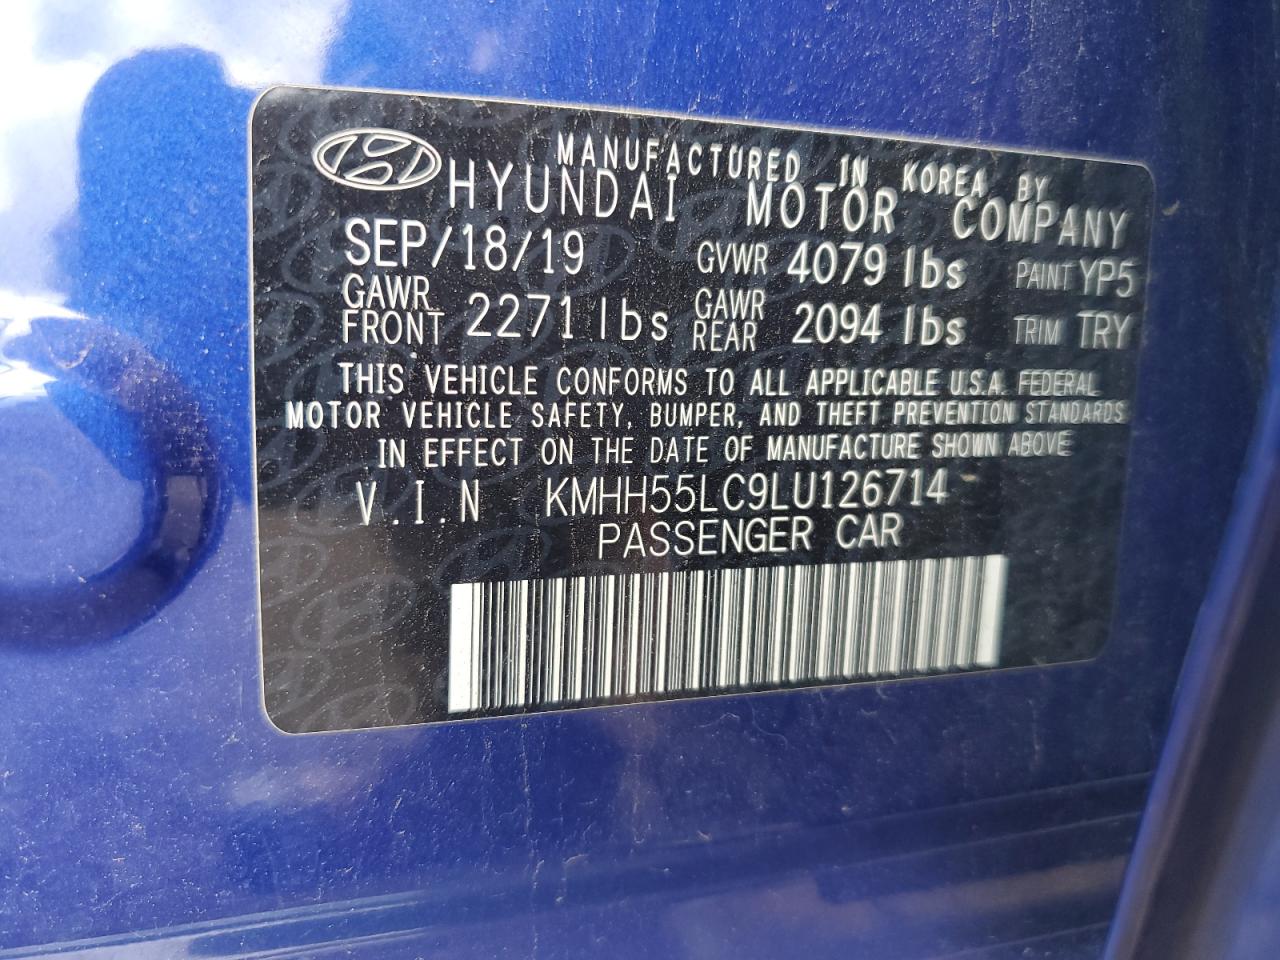 MANUFACTURED IN KOREA BY
HYUNDAI MOTOR COMPANY
SEP/18/19 GVWR 4079 lbs PAINT YP5
GAWR FRONT 2271 lbs GAWR REAR 2094 lbs TRIM TRY
THIS VEHICLE CONFORMS TO ALL APPLICABLE U.S.A. FEDERAL
MOTOR VEHICLE SAFETY, BUMPER, AND THEFT PREVENTION STANDARDS
IN EFFECT ON THE DATE OF MANUFACTURE SHOWN ABOVE
V.I.N KMHH55LC9LU126714
PASSENGER CAR